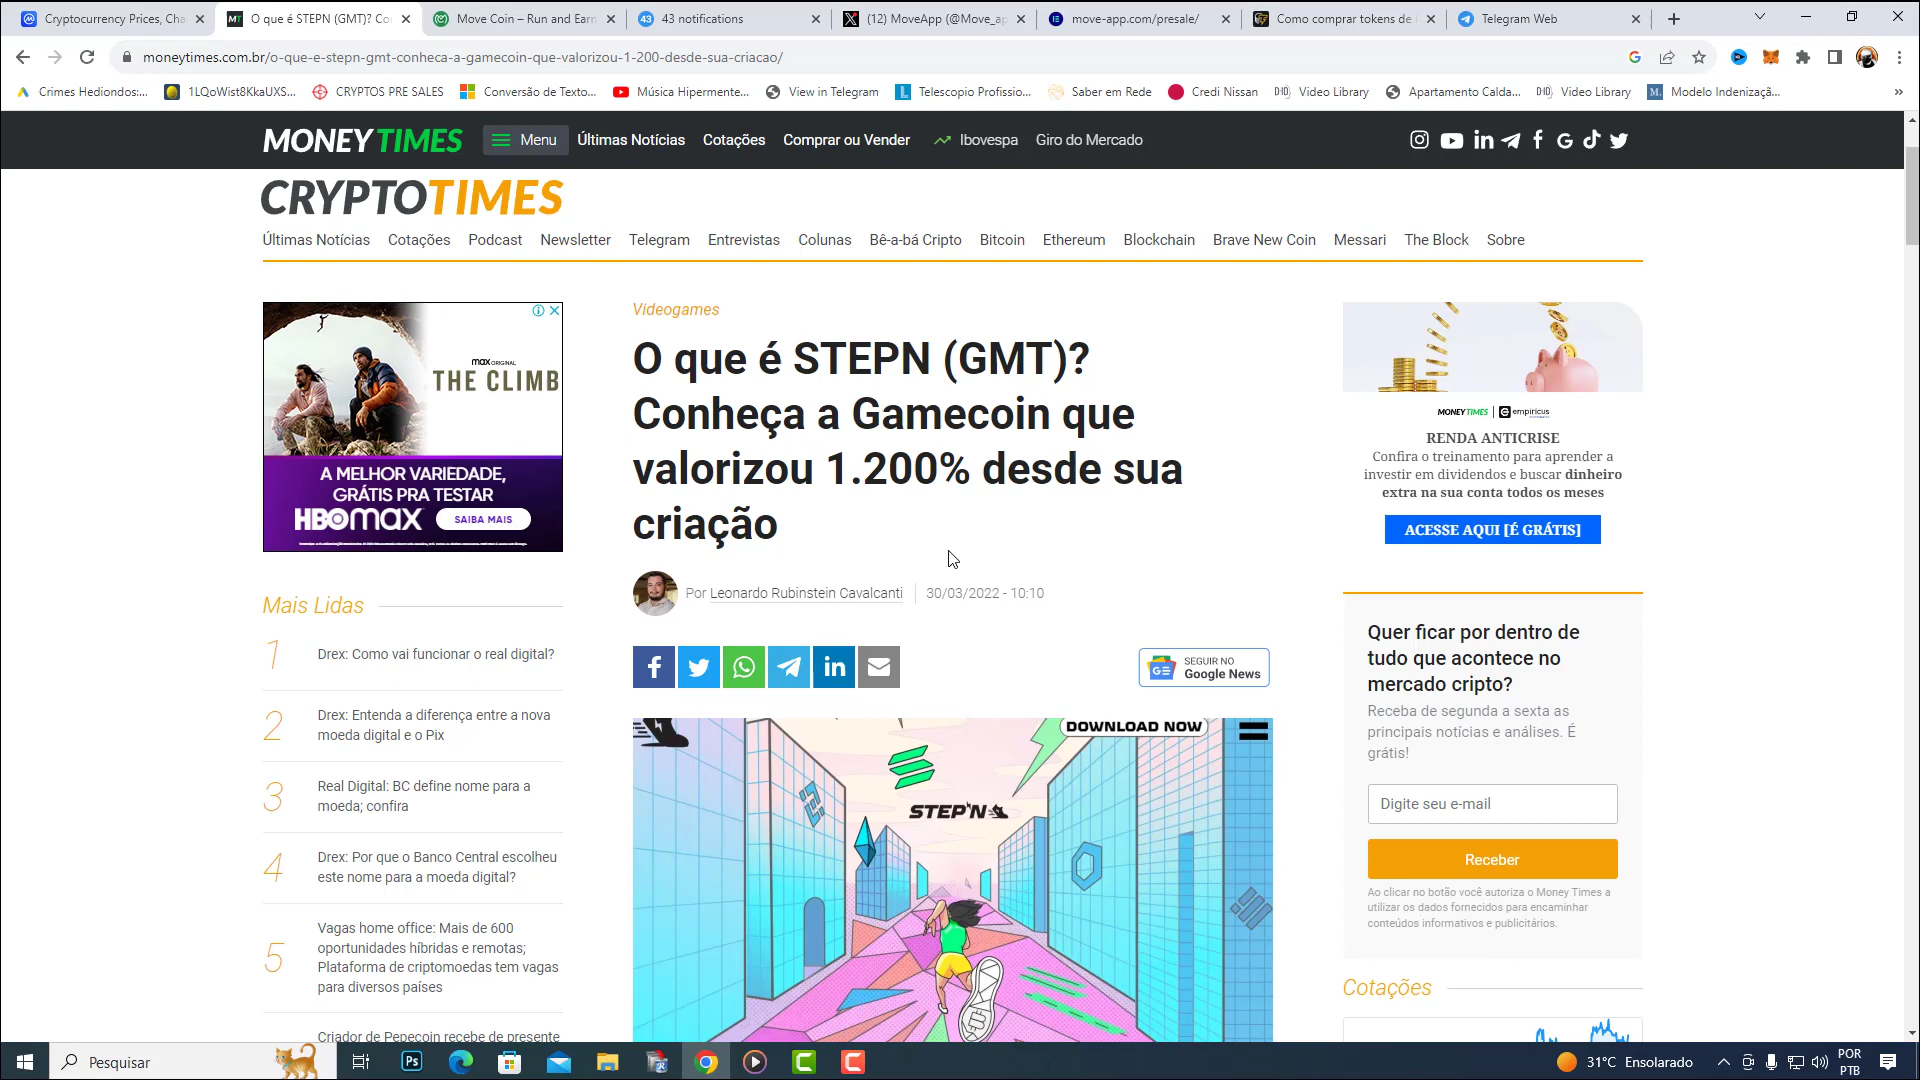 Cryptocurrency Prices, Cha
O que é STEPN (GMT)? Co
Move Coin – Run and Earn
43 notifications
(12) MoveApp (@Move_ap
move-app.com/presale/
Como comprar tokens de
Telegram Web
moneytimes.com.br/o-que-e-stepn-gmt-conheca-a-gamecoin-que-valorizou-1-200-desde-sua-criacao/
Crimes Hediondos:...
1LQoWist8KkaUXS...
CRYPTOS PRE SALES
Conversão de Texto...
Música Hipermente...
View in Telegram
Telescopio Profissio...
Saber em Rede
Credi Nissan
Video Library
Apartamento Calda...
Video Library
Modelo Indenizaçã...
MONEY TIMES
Menu
Últimas Notícias
Cotações
Comprar ou Vender
Ibovespa
Giro do Mercado
CRYPTOTIMES
Últimas Notícias
Cotações
Podcast
Newsletter
Telegram
Entrevistas
Colunas
Bê-a-bá Cripto
Bitcoin
Ethereum
Blockchain
Brave New Coin
Messari
The Block
Sobre
max ORIGINAL
THE CLIMB
A MELHOR VARIEDADE,
GRÁTIS PRA TESTAR
HBOMAX
SAIBA MAIS
Mais Lidas
1
Drex: Como vai funcionar o real digital?
2
Drex: Entenda a diferença entre a nova
moeda digital e o Pix
3
Real Digital: BC define nome para a
moeda; confira
4
Drex: Por que o Banco Central escolheu
este nome para a moeda digital?
5
Vagas home office: Mais de 600
oportunidades híbridas e remotas;
Plataforma de criptomoedas tem vagas
para diversos países
Criador de Pepecoin recebe de presente
Videogames
O que é STEPN (GMT)?
Conheça a Gamecoin que
valorizou 1.200% desde sua
criação
Por Leonardo Rubinstein Cavalcanti
30/03/2022 - 10:10
SEGUIR NO
Google News
DOWNLOAD NOW
STEP'N
MONEY TIMES
empiricus
RENDA ANTICRISE
Confira o treinamento para aprender a
investir em dividendos e buscar dinheiro
extra na sua conta todos os meses
ACESSE AQUI [É GRÁTIS]
Quer ficar por dentro de
tudo que acontece no
mercado cripto?
Receba de segunda a sexta as
principais notícias e análises. É
grátis!
Digite seu e-mail
Receber
Ao clicar no botão você autoriza o Money Times a
utilizar os dados fornecidos para encaminhar
conteúdos informativos e publicitários.
Cotações
Pesquisar
31°C Ensolarado
POR
PTB